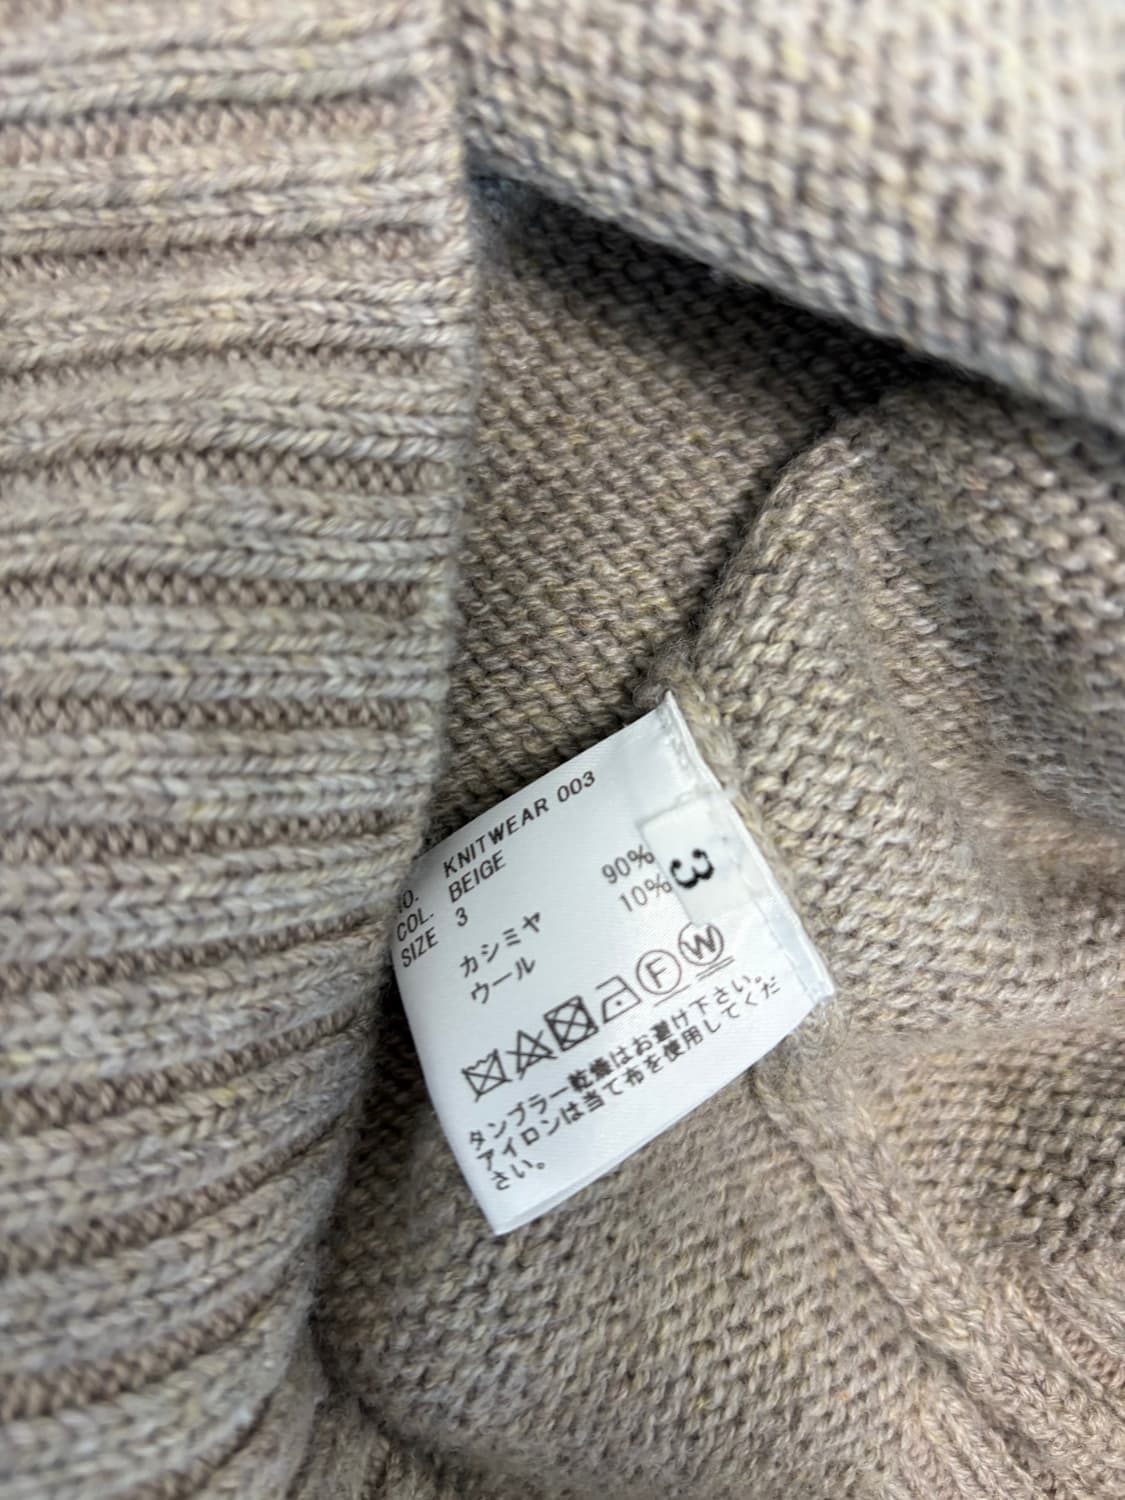 NO. KNITWEAR 003
COL. BEIGE
SIZE 3
カシミヤ 90%
ウール 10%
3
F W
タンブラー乾燥はお避け下さい。
アイロンは当て布を使用してくだ
さい。